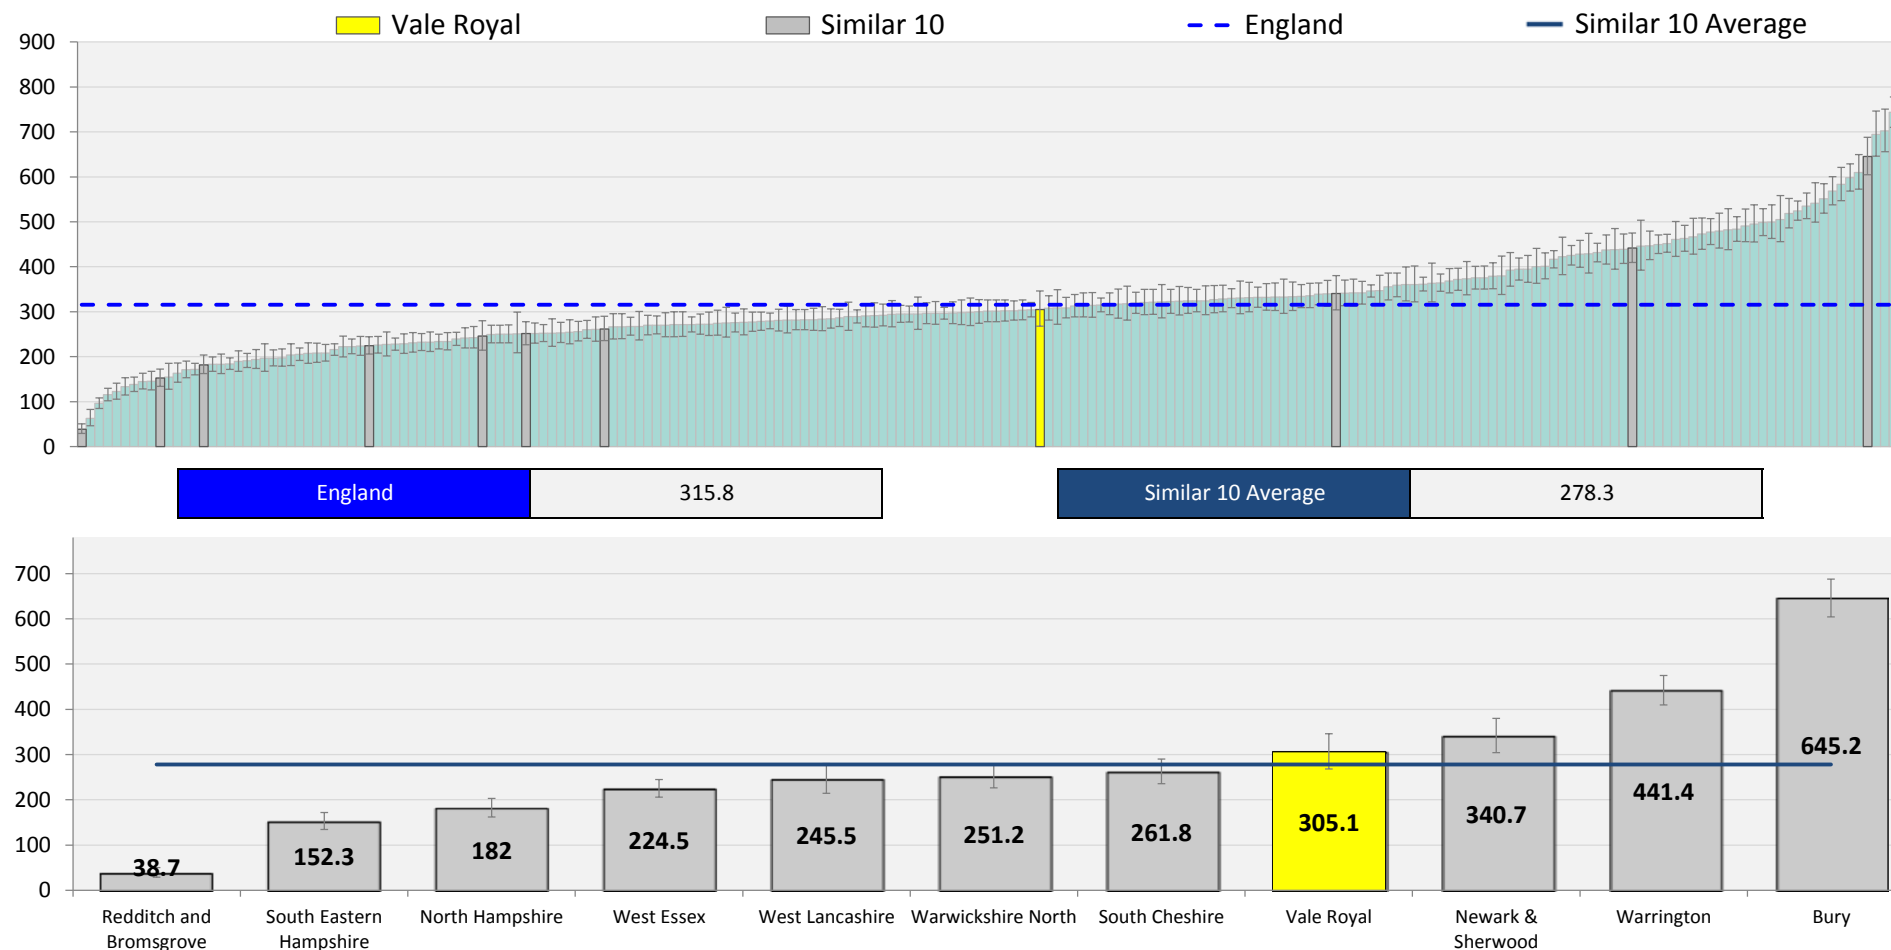 Vale Royal
Similar 10
England
Similar 10 Average
900
800
700
600
500
400
300
200
100
0
England
315.8
Similar 10 Average
278.3
700
600
500
400
300
200
100
0
38.7
152.3
182
224.5
245.5
251.2
261.8
305.1
340.7
441.4
645.2
Redditch and
Bromsgrove
South Eastern
Hampshire
North Hampshire
West Essex
West Lancashire
Warwickshire North
South Cheshire
Vale Royal
Newark &
Sherwood
Warrington
Bury